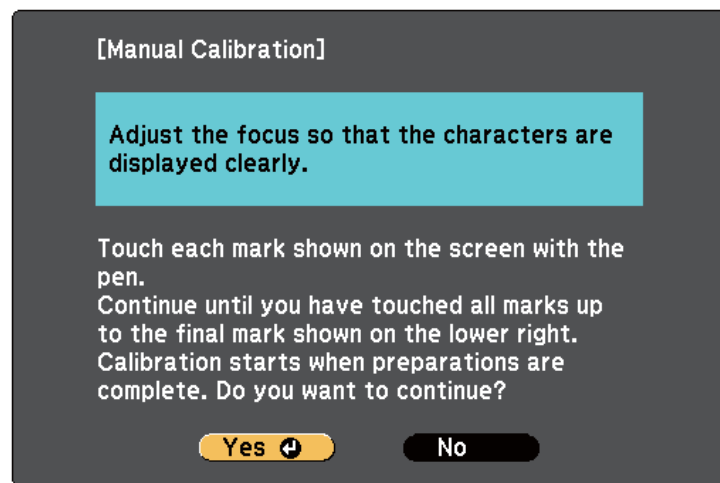 [Manual Calibration]
Adjust the focus so that the characters are
displayed clearly.
Touch each mark shown on the screen with the
pen.
Continue until you have touched all marks up
to the final mark shown on the lower right.
Calibration starts when preparations are
complete. Do you want to continue?
Yes No